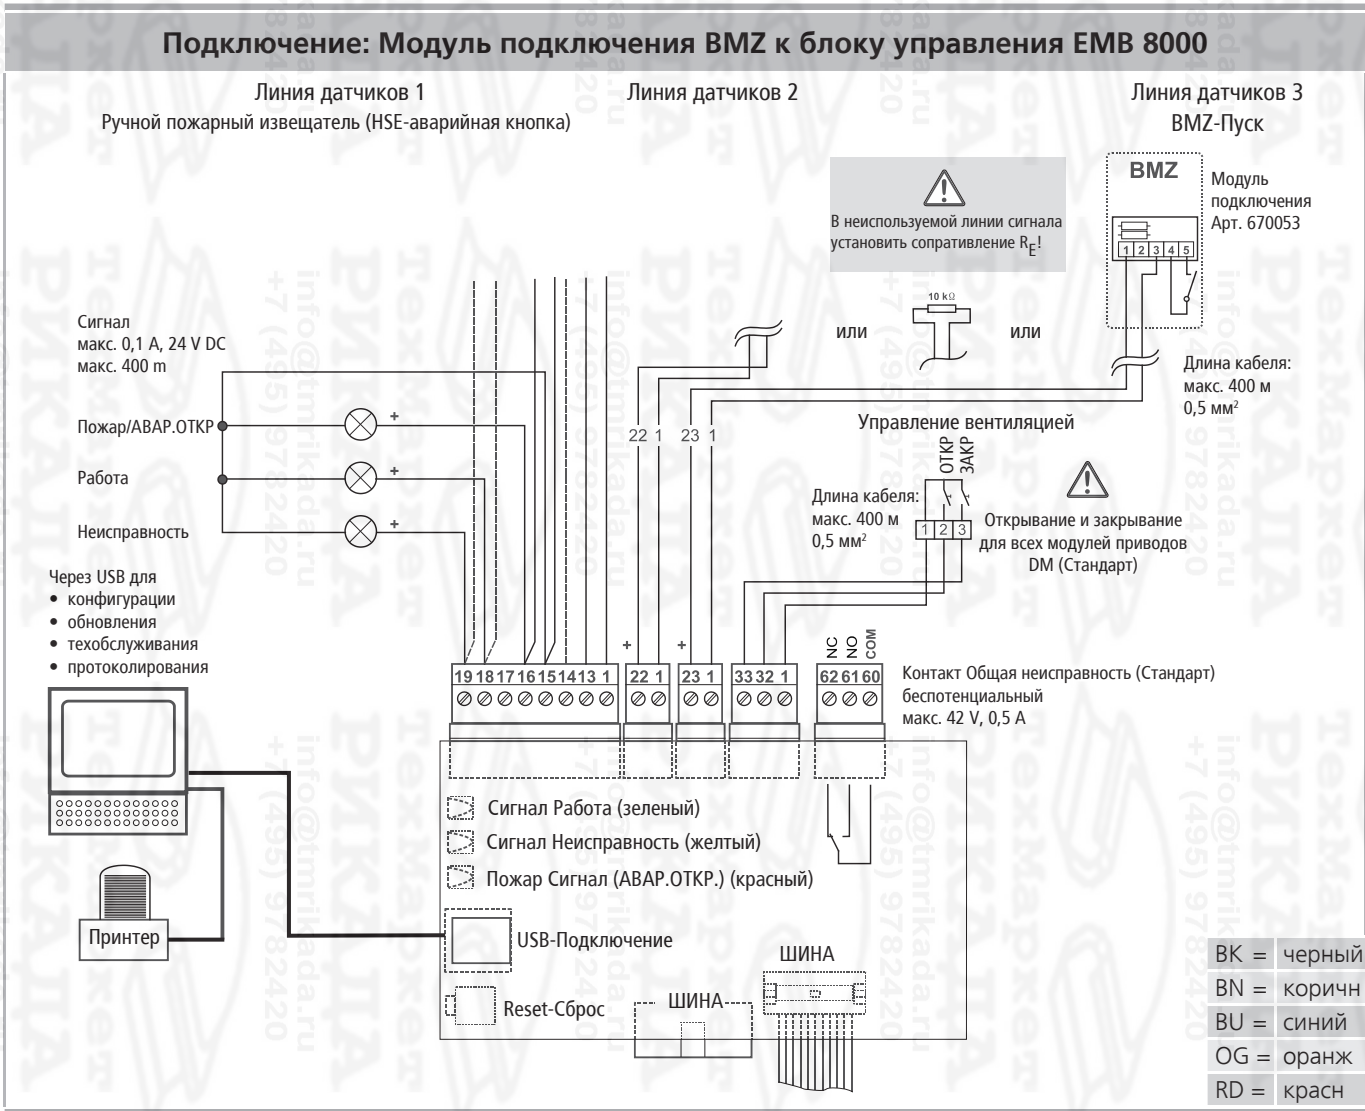 Подключение: Модуль подключения BMZ к блоку управления EMB 8000
Линия датчиков 1
Ручной пожарный извещатель (HSE-аварийная кнопка)
Линия датчиков 2
Линия датчиков 3
BMZ-Пуск
BMZ
1 2 3 4 5
Модуль
подключения
Арт. 670053
В неиспользуемой линии сигнала
установить сопративление RE!
10 kΩ
или
или
Длина кабеля:
макс. 400 м
0,5 мм²
Сигнал
макс. 0,1 А, 24 V DC
макс. 400 m
Пожар/АВАР.ОТКР
+
Работа
+
Неисправность
+
22 1 23 1
Управление вентиляцией
ОТКР
ЗАКР
Длина кабеля:
макс. 400 м
0,5 мм²
1 2 3
Открывание и закрывание
для всех модулей приводов
DM (Стандарт)
Через USB для
• конфигурации
• обновления
• техобслуживания
• протоколирования
+
+
NC
NO
COM
19 18 17 16 15 14 13 1
22 1
23 1
33 32 1
62 61 60
Контакт Общая неисправность (Стандарт)
беспотенциальный
макс. 42 V, 0,5 A
Сигнал Работа (зеленый)
Сигнал Неисправность (желтый)
Пожар Сигнал (АВАР.ОТКР.) (красный)
Принтер
USB-Подключение
Reset-Сброс
ШИНА
ШИНА
BK = черный
BN = коричн
BU = синий
OG = оранж
RD = красн
info@tmrikada.ru
+7 (495) 9782420